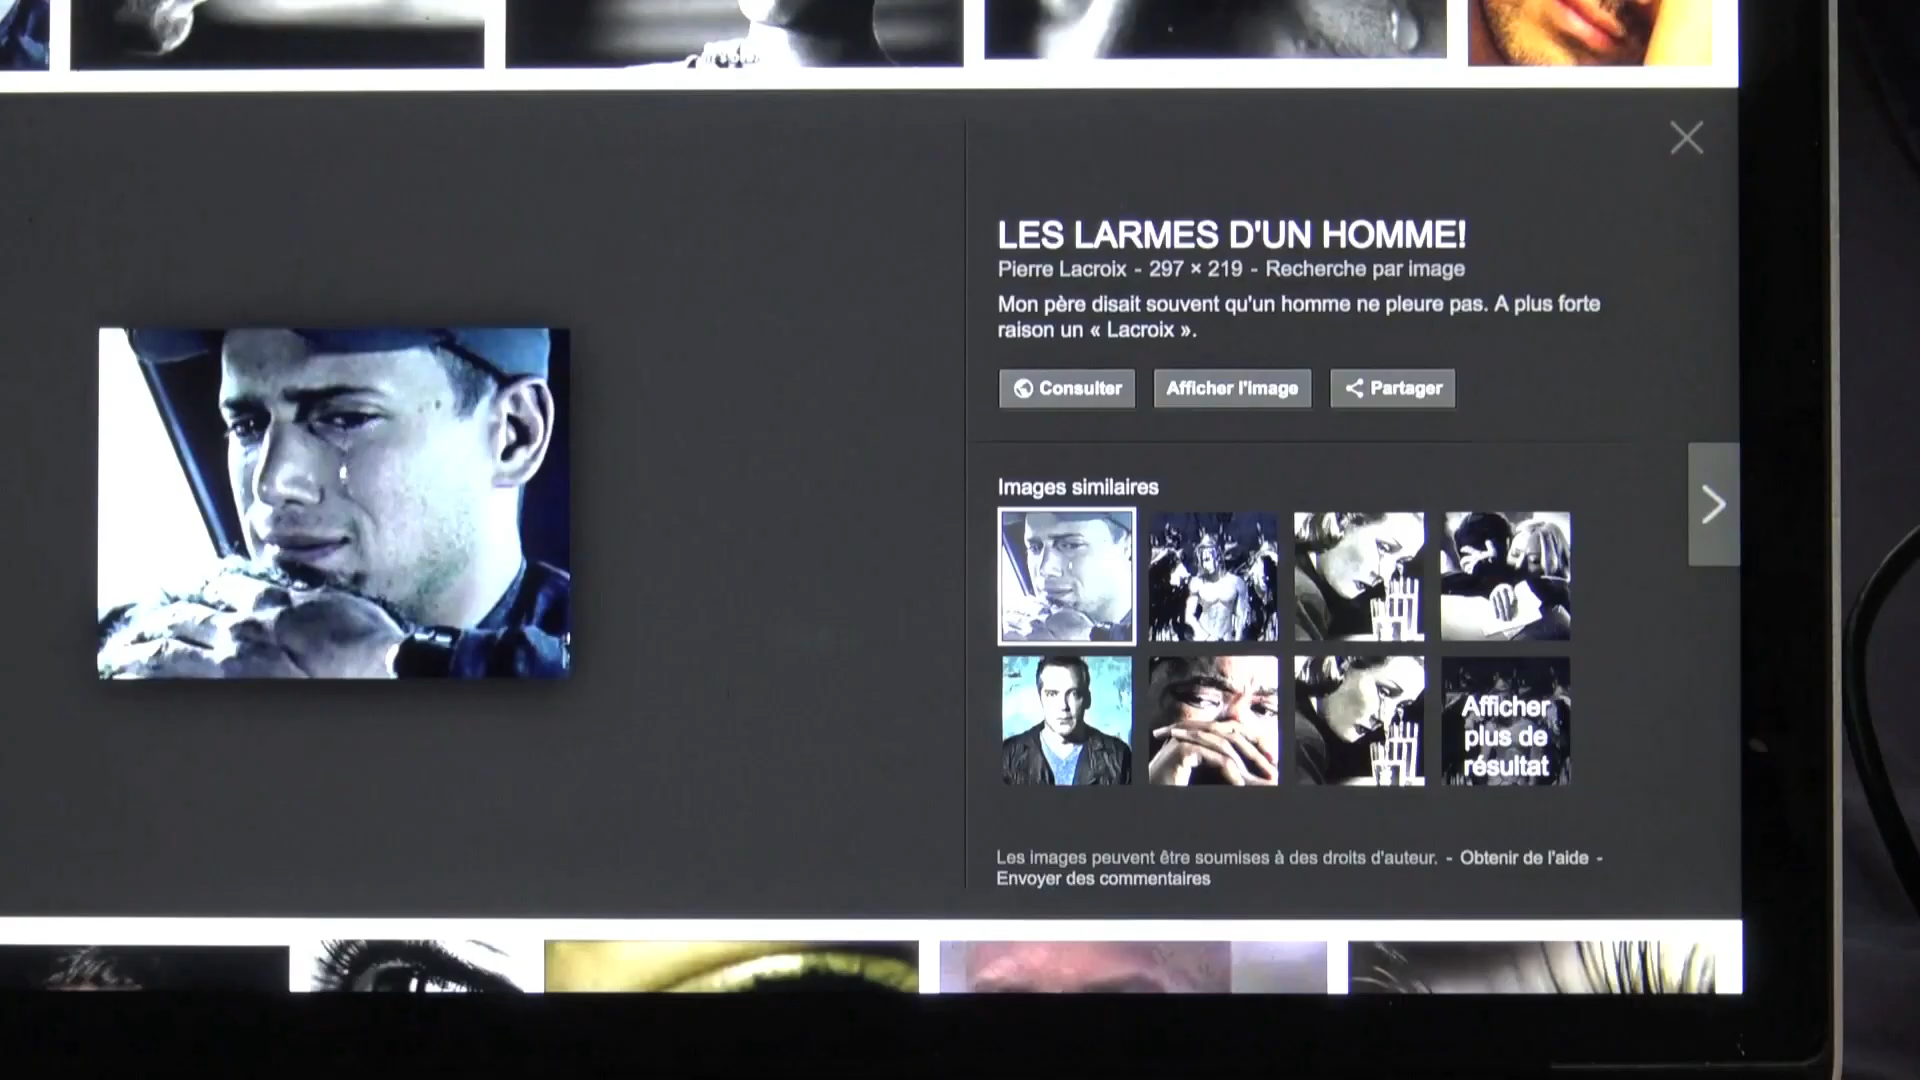 LES LARMES D'UN HOMME!
Pierre Lacroix - 297 × 219 - Recherche par image
Mon père disait souvent qu'un homme ne pleure pas. A plus forte
raison un « Lacroix ».
Consulter
Afficher l'image
Partager
Images similaires
Afficher
plus de
résultat
Les images peuvent être soumises à des droits d'auteur. - Obtenir de l'aide -
Envoyer des commentaires